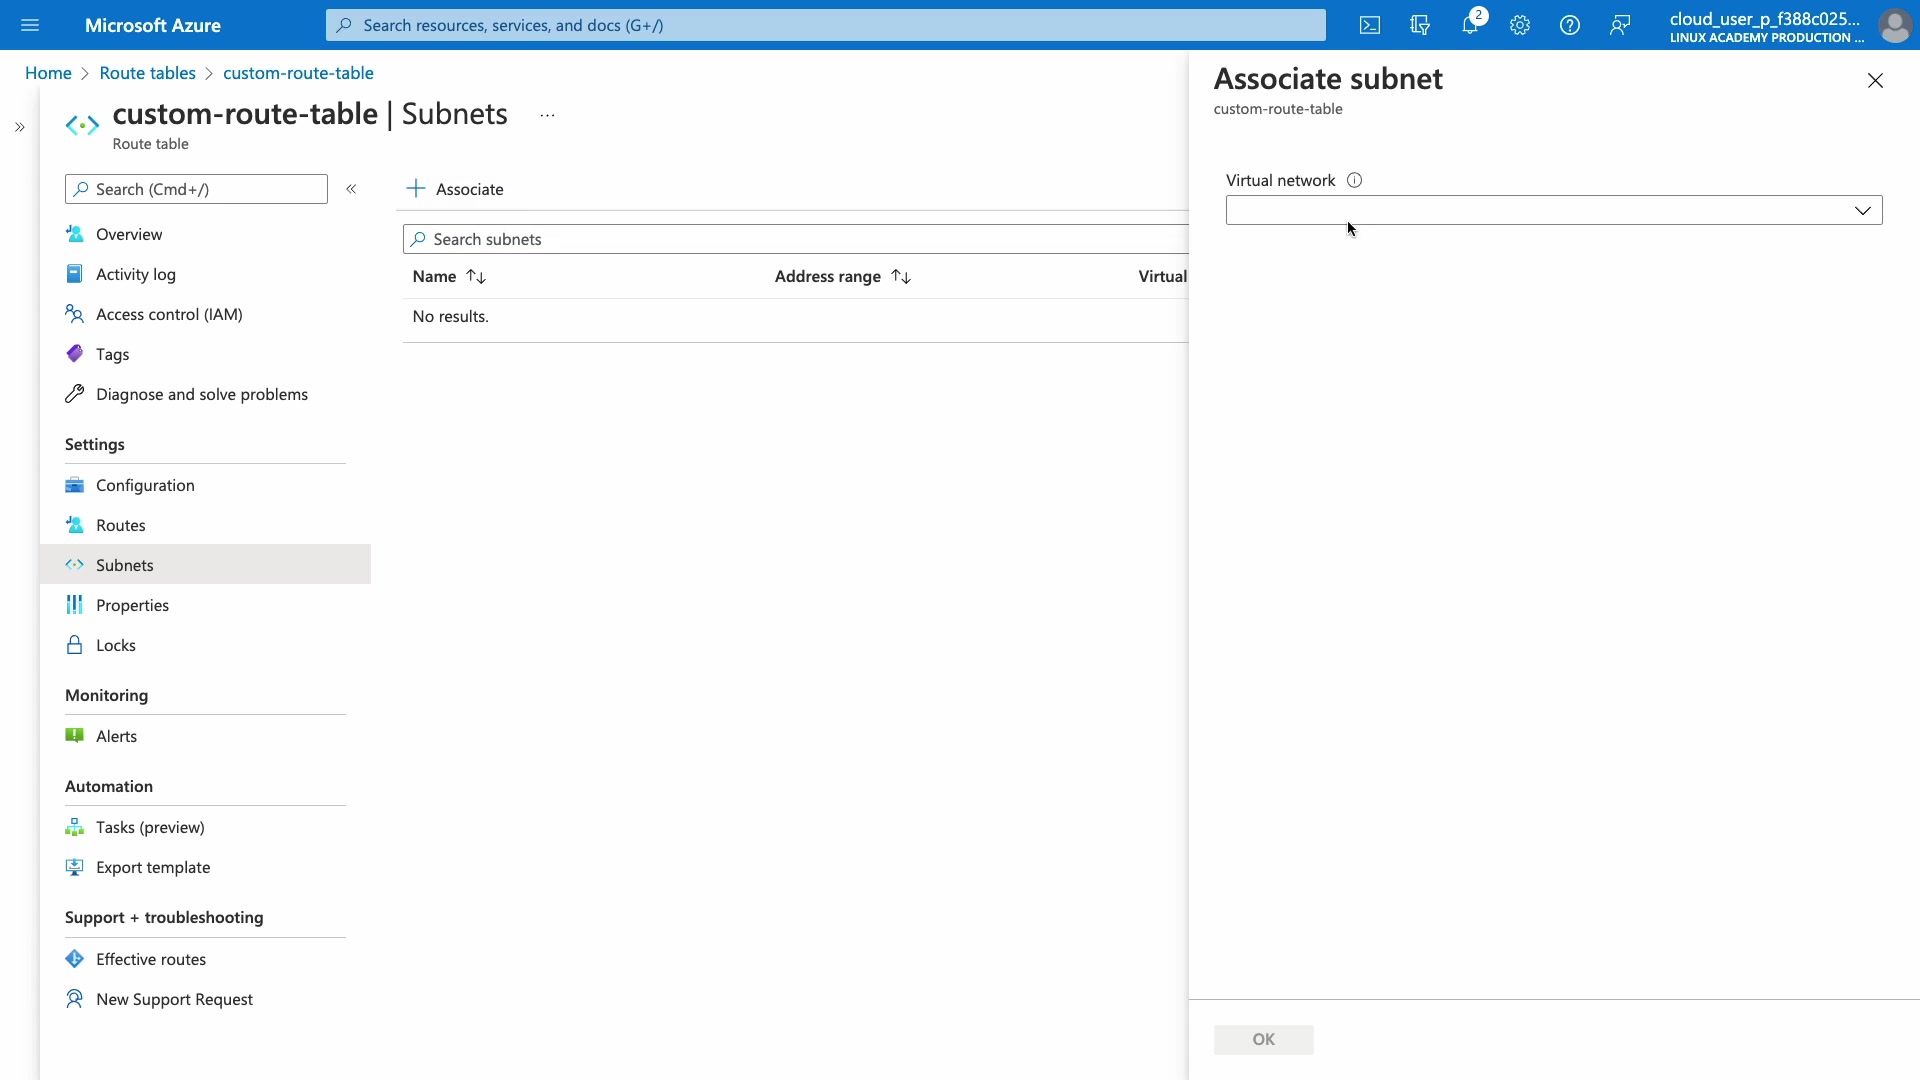 Microsoft Azure
Search resources, services, and docs (G+/)
2
cloud_user_p_f388c025...
LINUX ACADEMY PRODUCTION ...
Home > Route tables > custom-route-table
custom-route-table | Subnets ...
Route table
Search (Cmd+/)
«
»
Overview
Activity log
Access control (IAM)
Tags
Diagnose and solve problems
Settings
Configuration
Routes
Subnets
Properties
Locks
Monitoring
Alerts
Automation
Tasks (preview)
Export template
Support + troubleshooting
Effective routes
New Support Request
+ Associate
Search subnets
Name ↑↓ Address range ↑↓ Virtual
No results.
Associate subnet
custom-route-table
Virtual network
OK